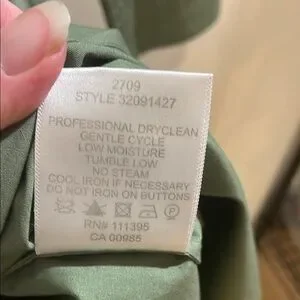 2709
STYLE 32091427
PROFESSIONAL DRYCLEAN
GENTLE CYCLE
LOW MOISTURE
TUMBLE LOW
NO STEAM
COOL IRON IF NECESSARY
DO NOT IRON ON BUTTONS
RN# 111395
CA 00985